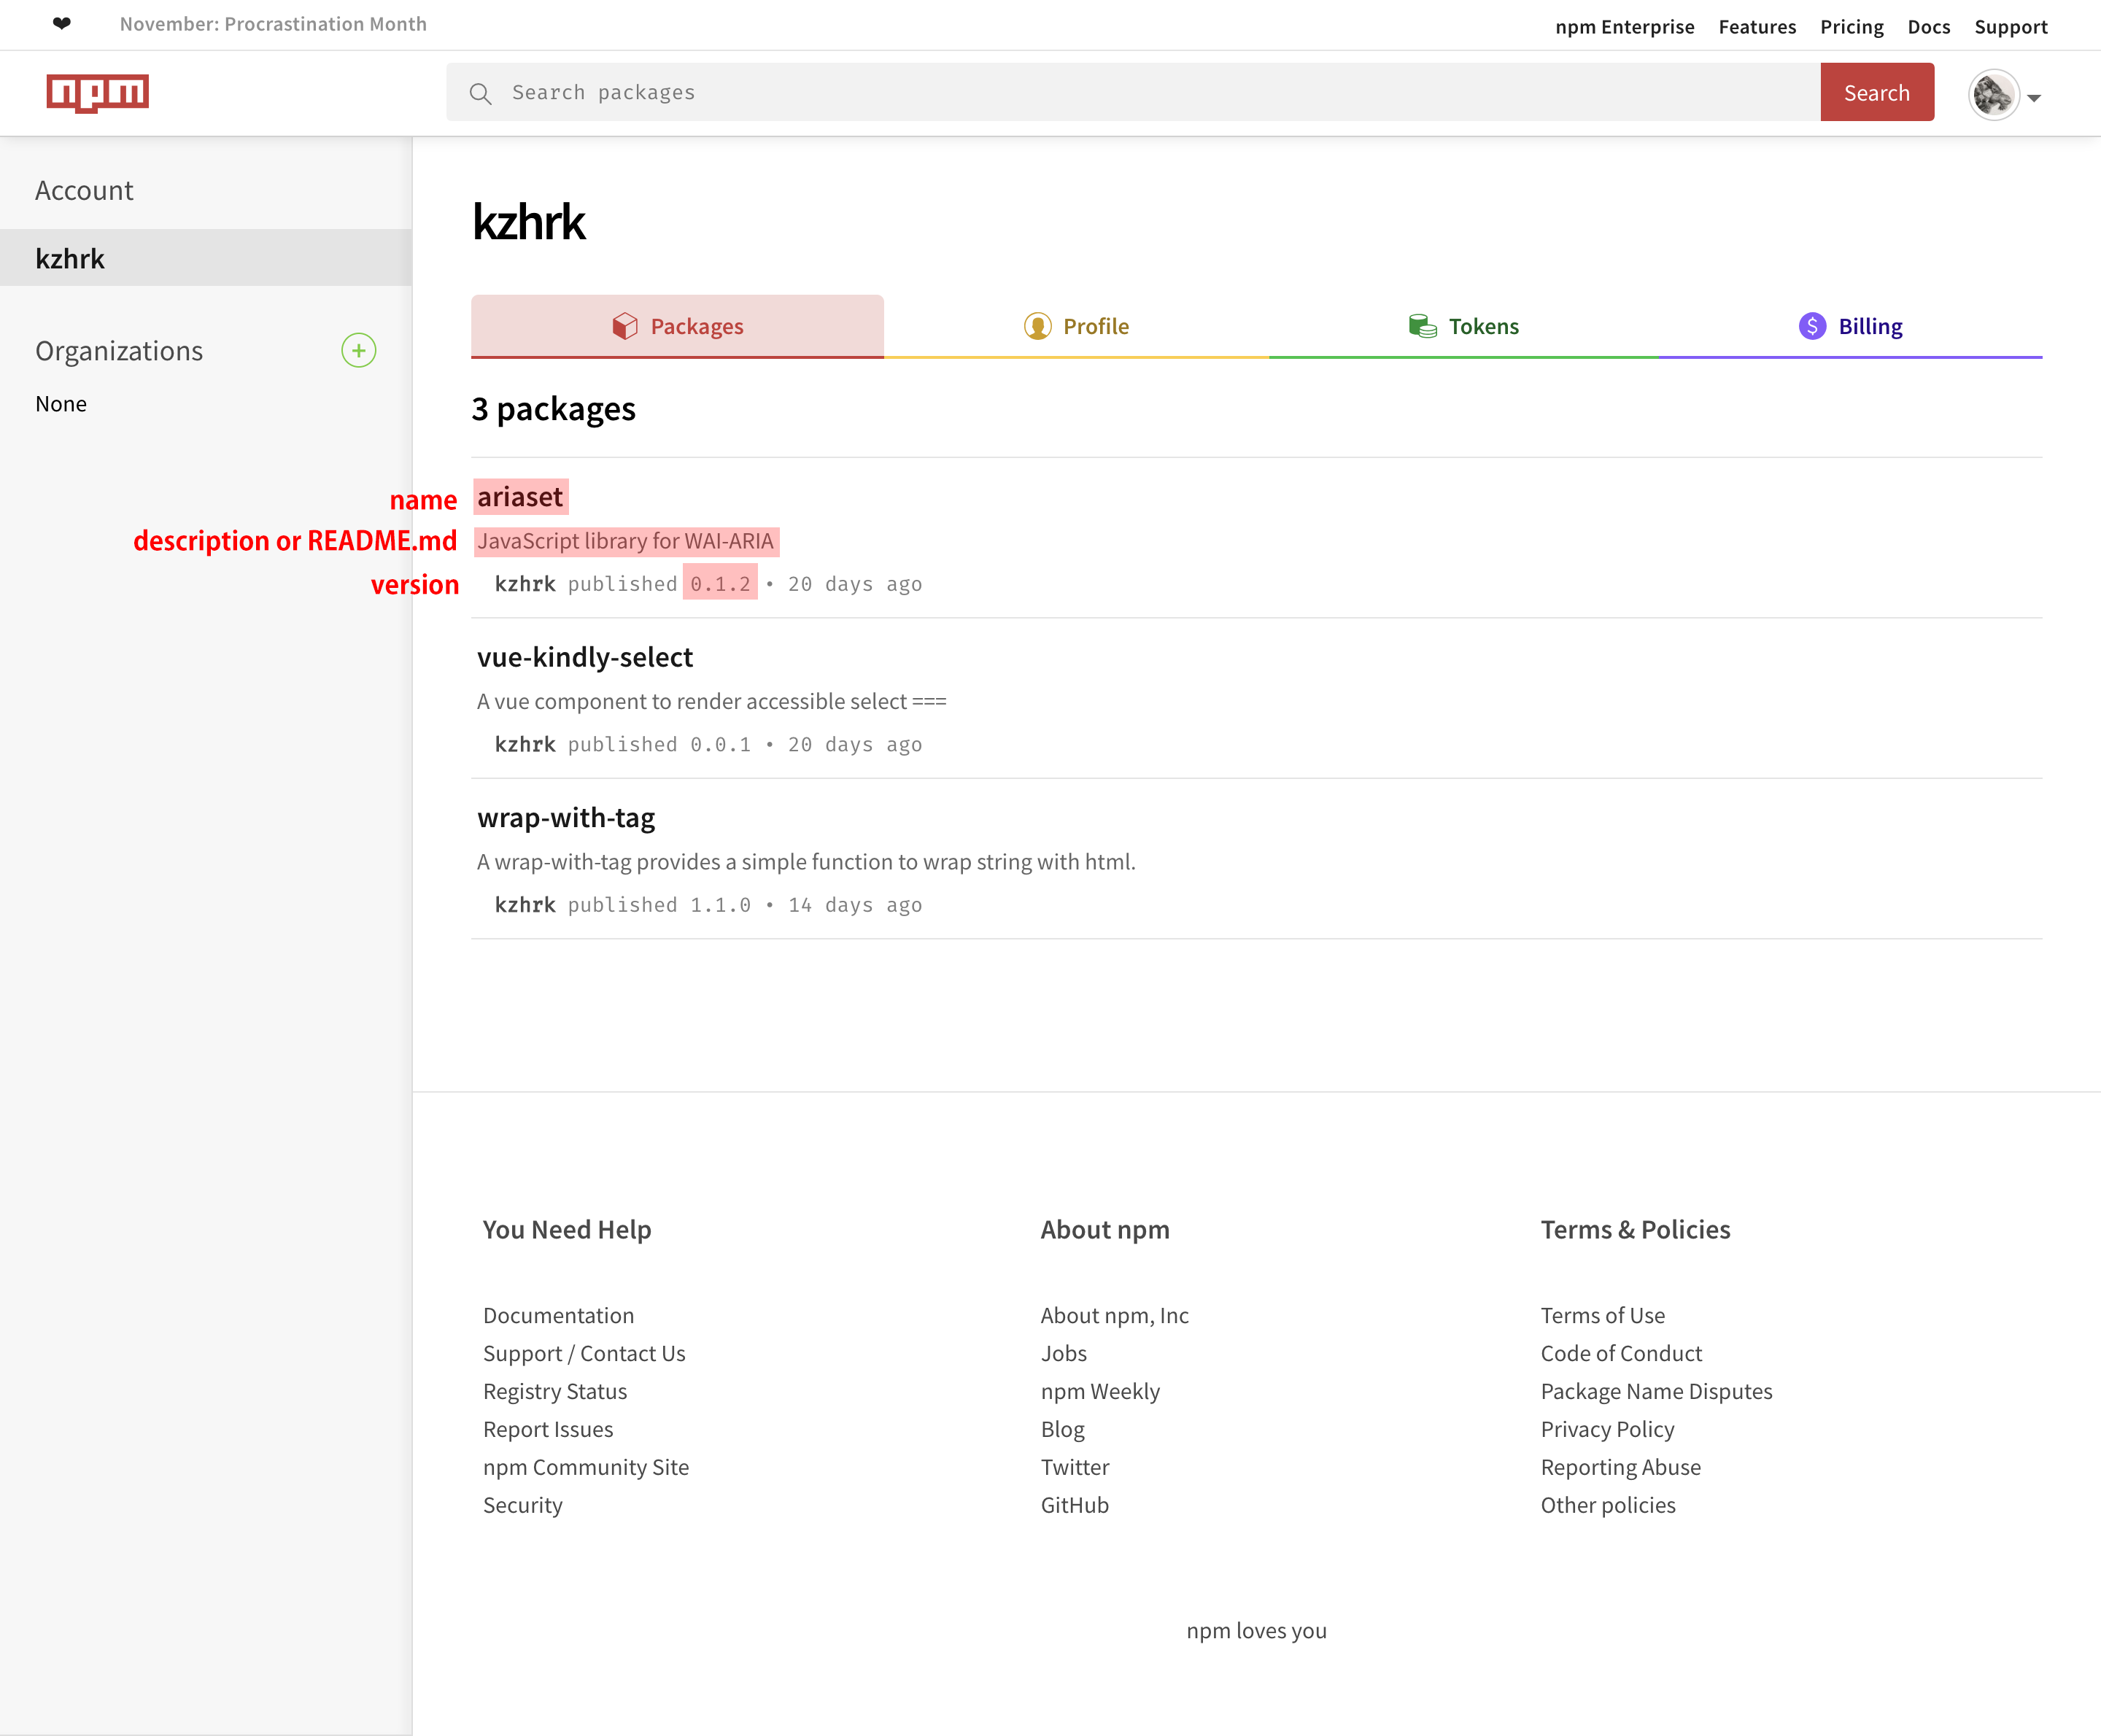 ❤ November: Procrastination Month
npm Enterprise Features Pricing Docs Support
npm
Search packages
Search
Account
kzhrk
Organizations
None
kzhrk
Packages Profile Tokens Billing
3 packages
name ariaset
description or README.md JavaScript library for WAI-ARIA
version kzhrk published 0.1.2 • 20 days ago
vue-kindly-select
A vue component to render accessible select ===
kzhrk published 0.0.1 • 20 days ago
wrap-with-tag
A wrap-with-tag provides a simple function to wrap string with html.
kzhrk published 1.1.0 • 14 days ago
You Need Help
Documentation
Support / Contact Us
Registry Status
Report Issues
npm Community Site
Security
About npm
About npm, Inc
Jobs
npm Weekly
Blog
Twitter
GitHub
Terms & Policies
Terms of Use
Code of Conduct
Package Name Disputes
Privacy Policy
Reporting Abuse
Other policies
npm loves you